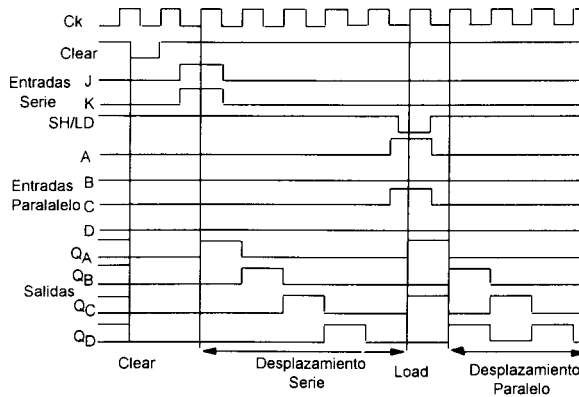 Ck
Clear
Entradas J
Serie K
SH/LD
A
Entradas B
Paralalelo C
D
QA
QB
Salidas
QC
QD
Clear Desplazamiento Serie Load Desplazamiento Paralelo